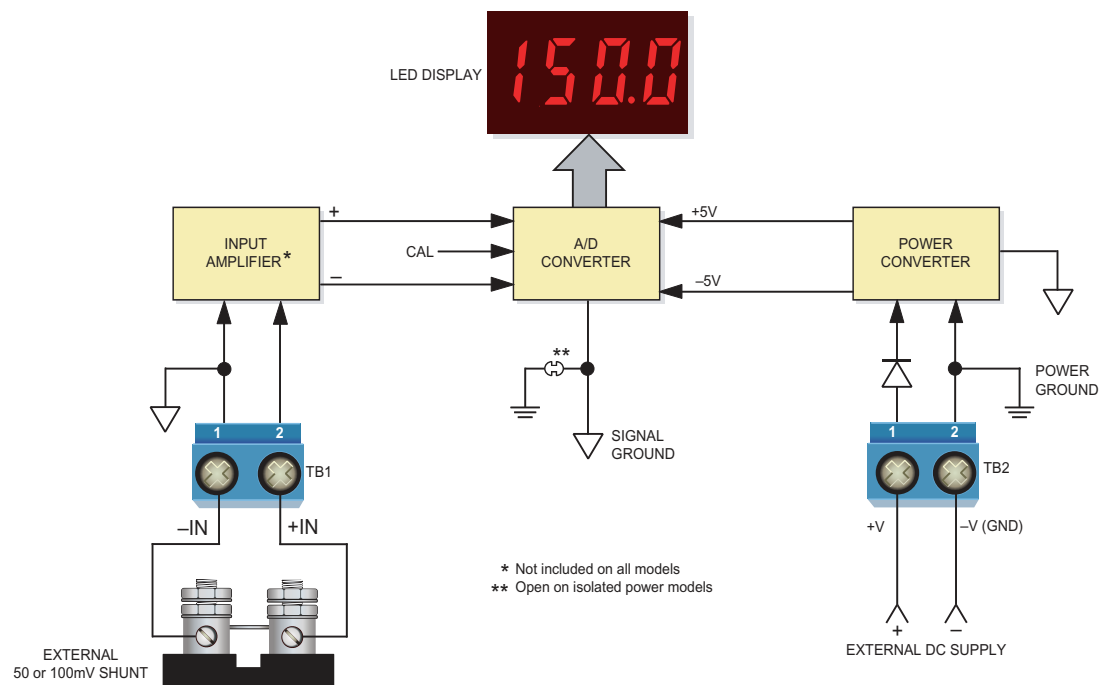 LED DISPLAY
150.0
INPUT
AMPLIFIER*
+
CAL
–
A/D
CONVERTER
+5V
–5V
POWER
CONVERTER
**
SIGNAL
GROUND
POWER
GROUND
1 2
TB1
–IN +IN
1 2
TB2
+V –V (GND)
* Not included on all models
** Open on isolated power models
EXTERNAL
50 or 100mV SHUNT
+ –
EXTERNAL DC SUPPLY